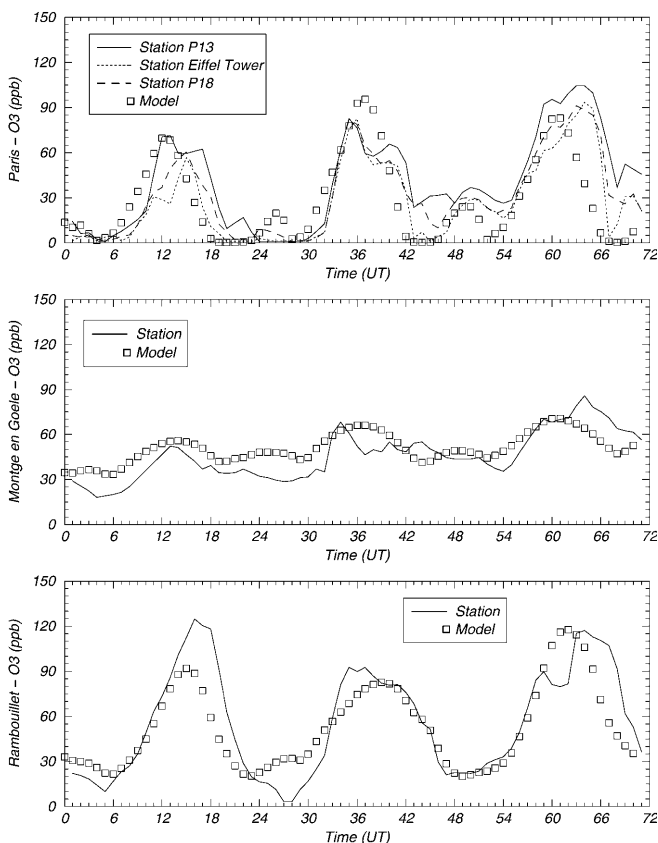 150
120
90
60
30
0
Paris – O3 (ppb)
Station P13
Station Eiffel Tower
Station P18
Model
0 6 12 18 24 30 36 42 48 54 60 66 72
Time (UT)
150
120
90
60
30
0
Montge en Goele – O3 (ppb)
Station
Model
0 6 12 18 24 30 36 42 48 54 60 66 72
Time (UT)
150
120
90
60
30
0
Rambouillet – O3 (ppb)
Station
Model
0 6 12 18 24 30 36 42 48 54 60 66 72
Time (UT)